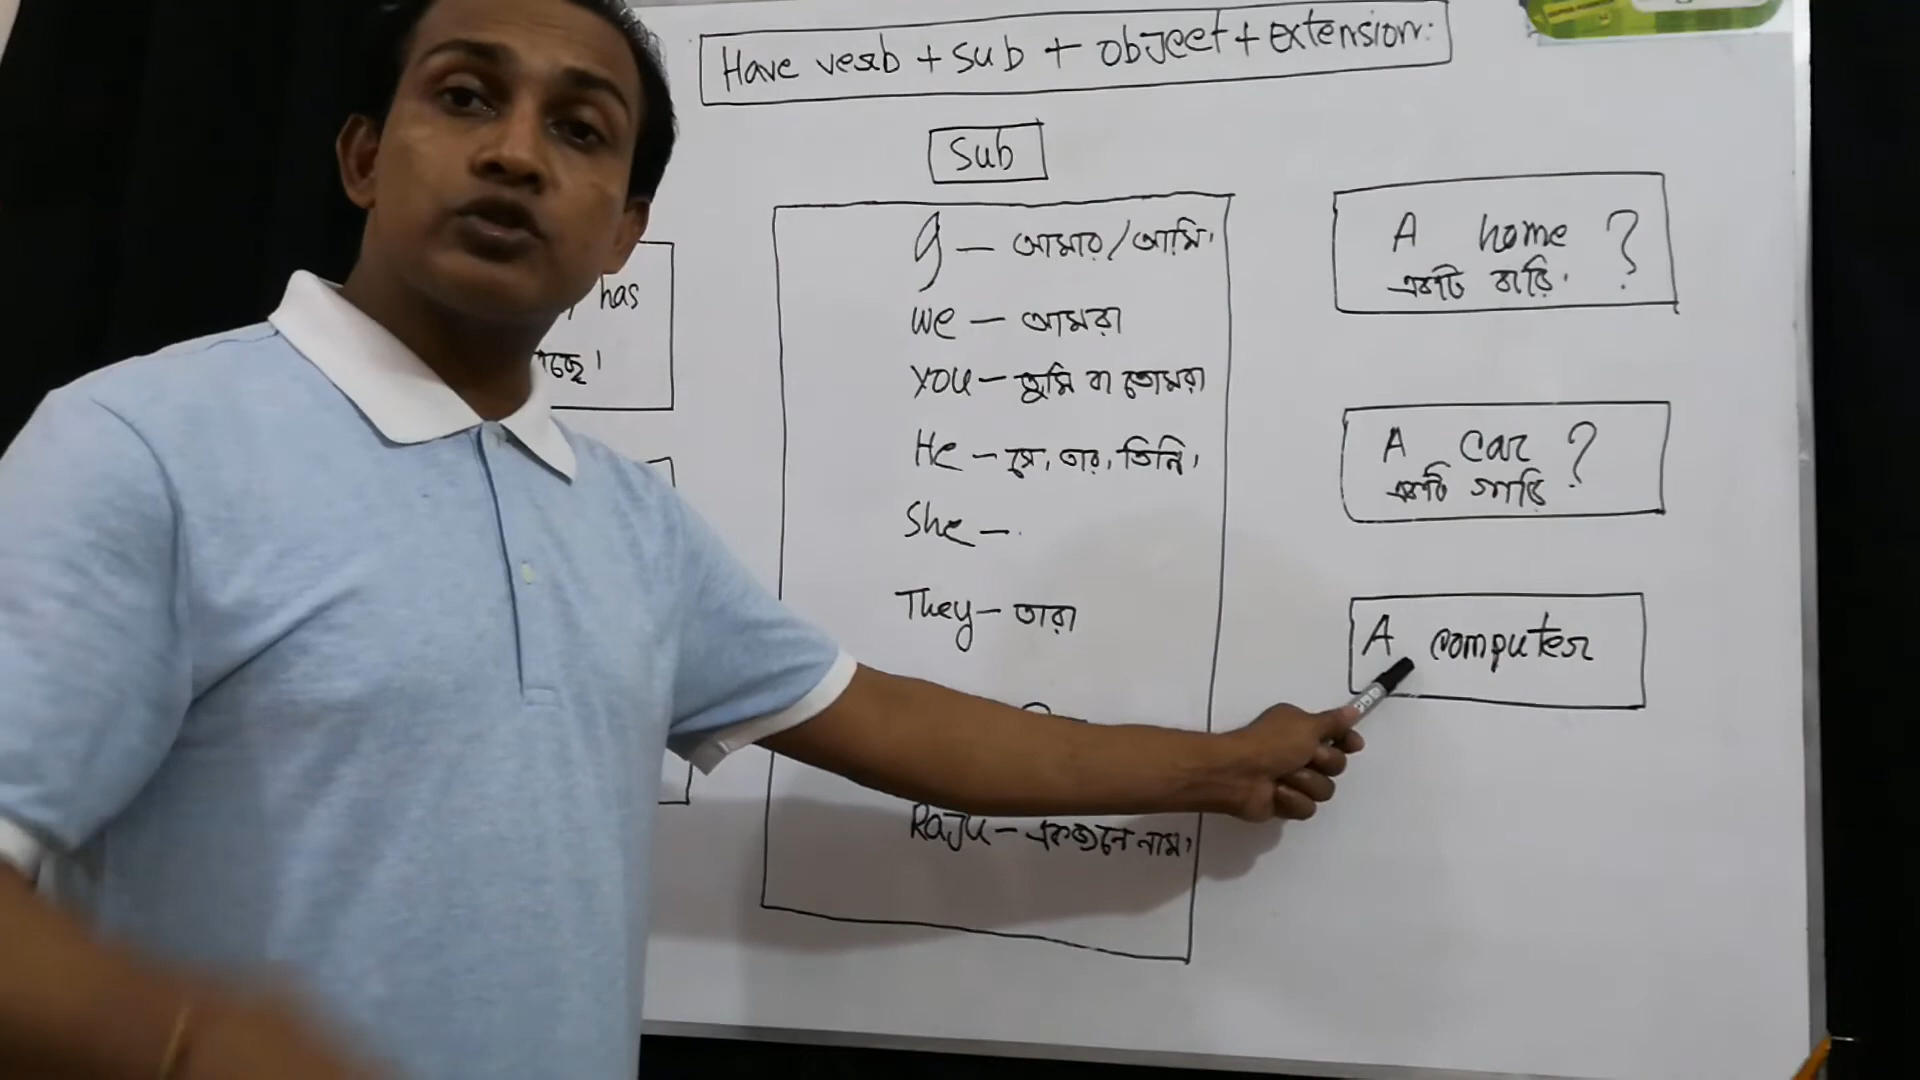 Have verb + sub + object + extension.
Sub
has
I — আমার / আমি।
We — আমরা
You — তুমি বা তোমরা
He — সে, তার, তিনি,
She —
They — তারা
Raju — একজনে নাম।
A home ?
একটি বাড়ি।
A car ?
একটি গাড়ি
A computer